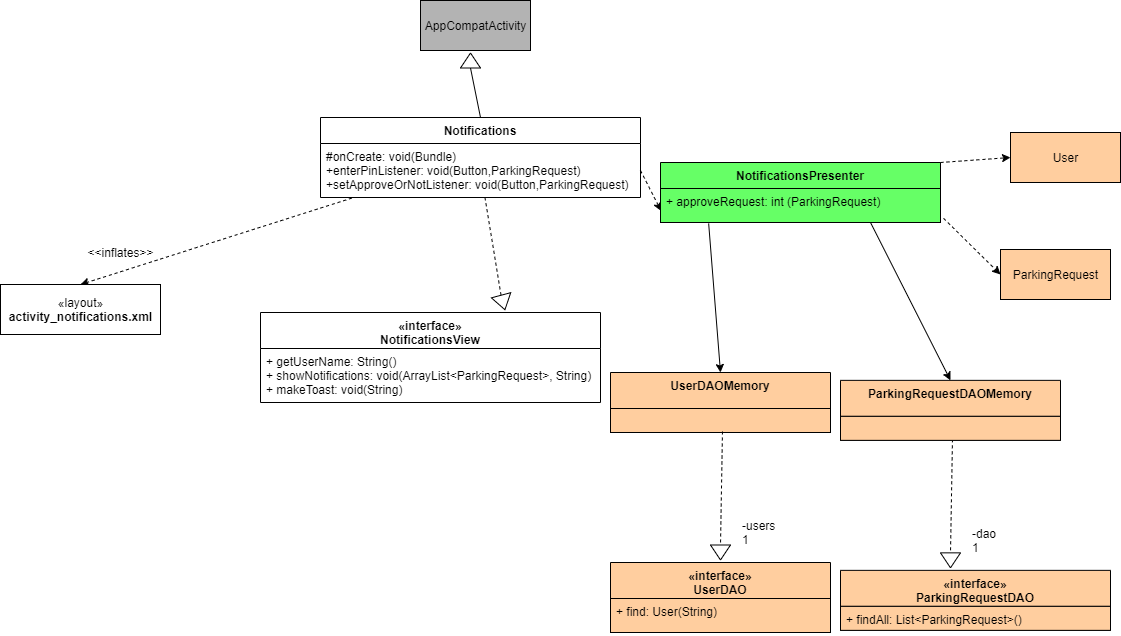 AppCompatActivity
Notifications
#onCreate: void(Bundle)
+enterPinListener: void(Button,ParkingRequest)
+setApproveOrNotListener: void(Button,ParkingRequest)
NotificationsPresenter
+ approveRequest: int (ParkingRequest)
User
ParkingRequest
<<inflates>>
«layout»
activity_notifications.xml
«interface»
NotificationsView
+ getUserName: String()
+ showNotifications: void(ArrayList<ParkingRequest>, String)
+ makeToast: void(String)
UserDAOMemory
ParkingRequestDAOMemory
-users
1
-dao
1
«interface»
UserDAO
+ find: User(String)
«interface»
ParkingRequestDAO
+ findAll: List<ParkingRequest>()